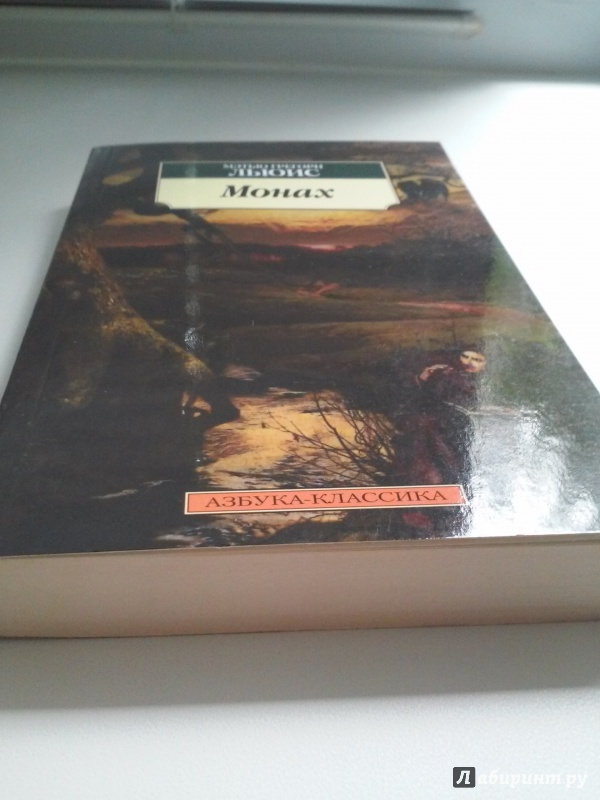 МЭТЬЮ ГРЕГОРИ
ЛЬЮИС
Монах
АЗБУКА-КЛАССИКА
Лабиринт.ру